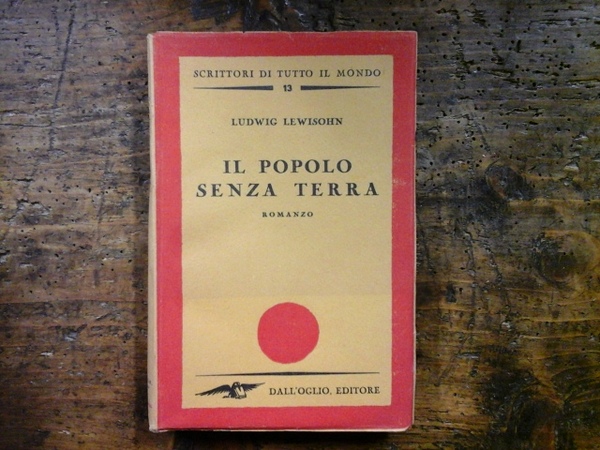 SCRITTORI DI TUTTO IL MONDO
13
LUDWIG LEWISOHN
IL POPOLO
SENZA TERRA
ROMANZO
DALL'OGLIO, EDITORE